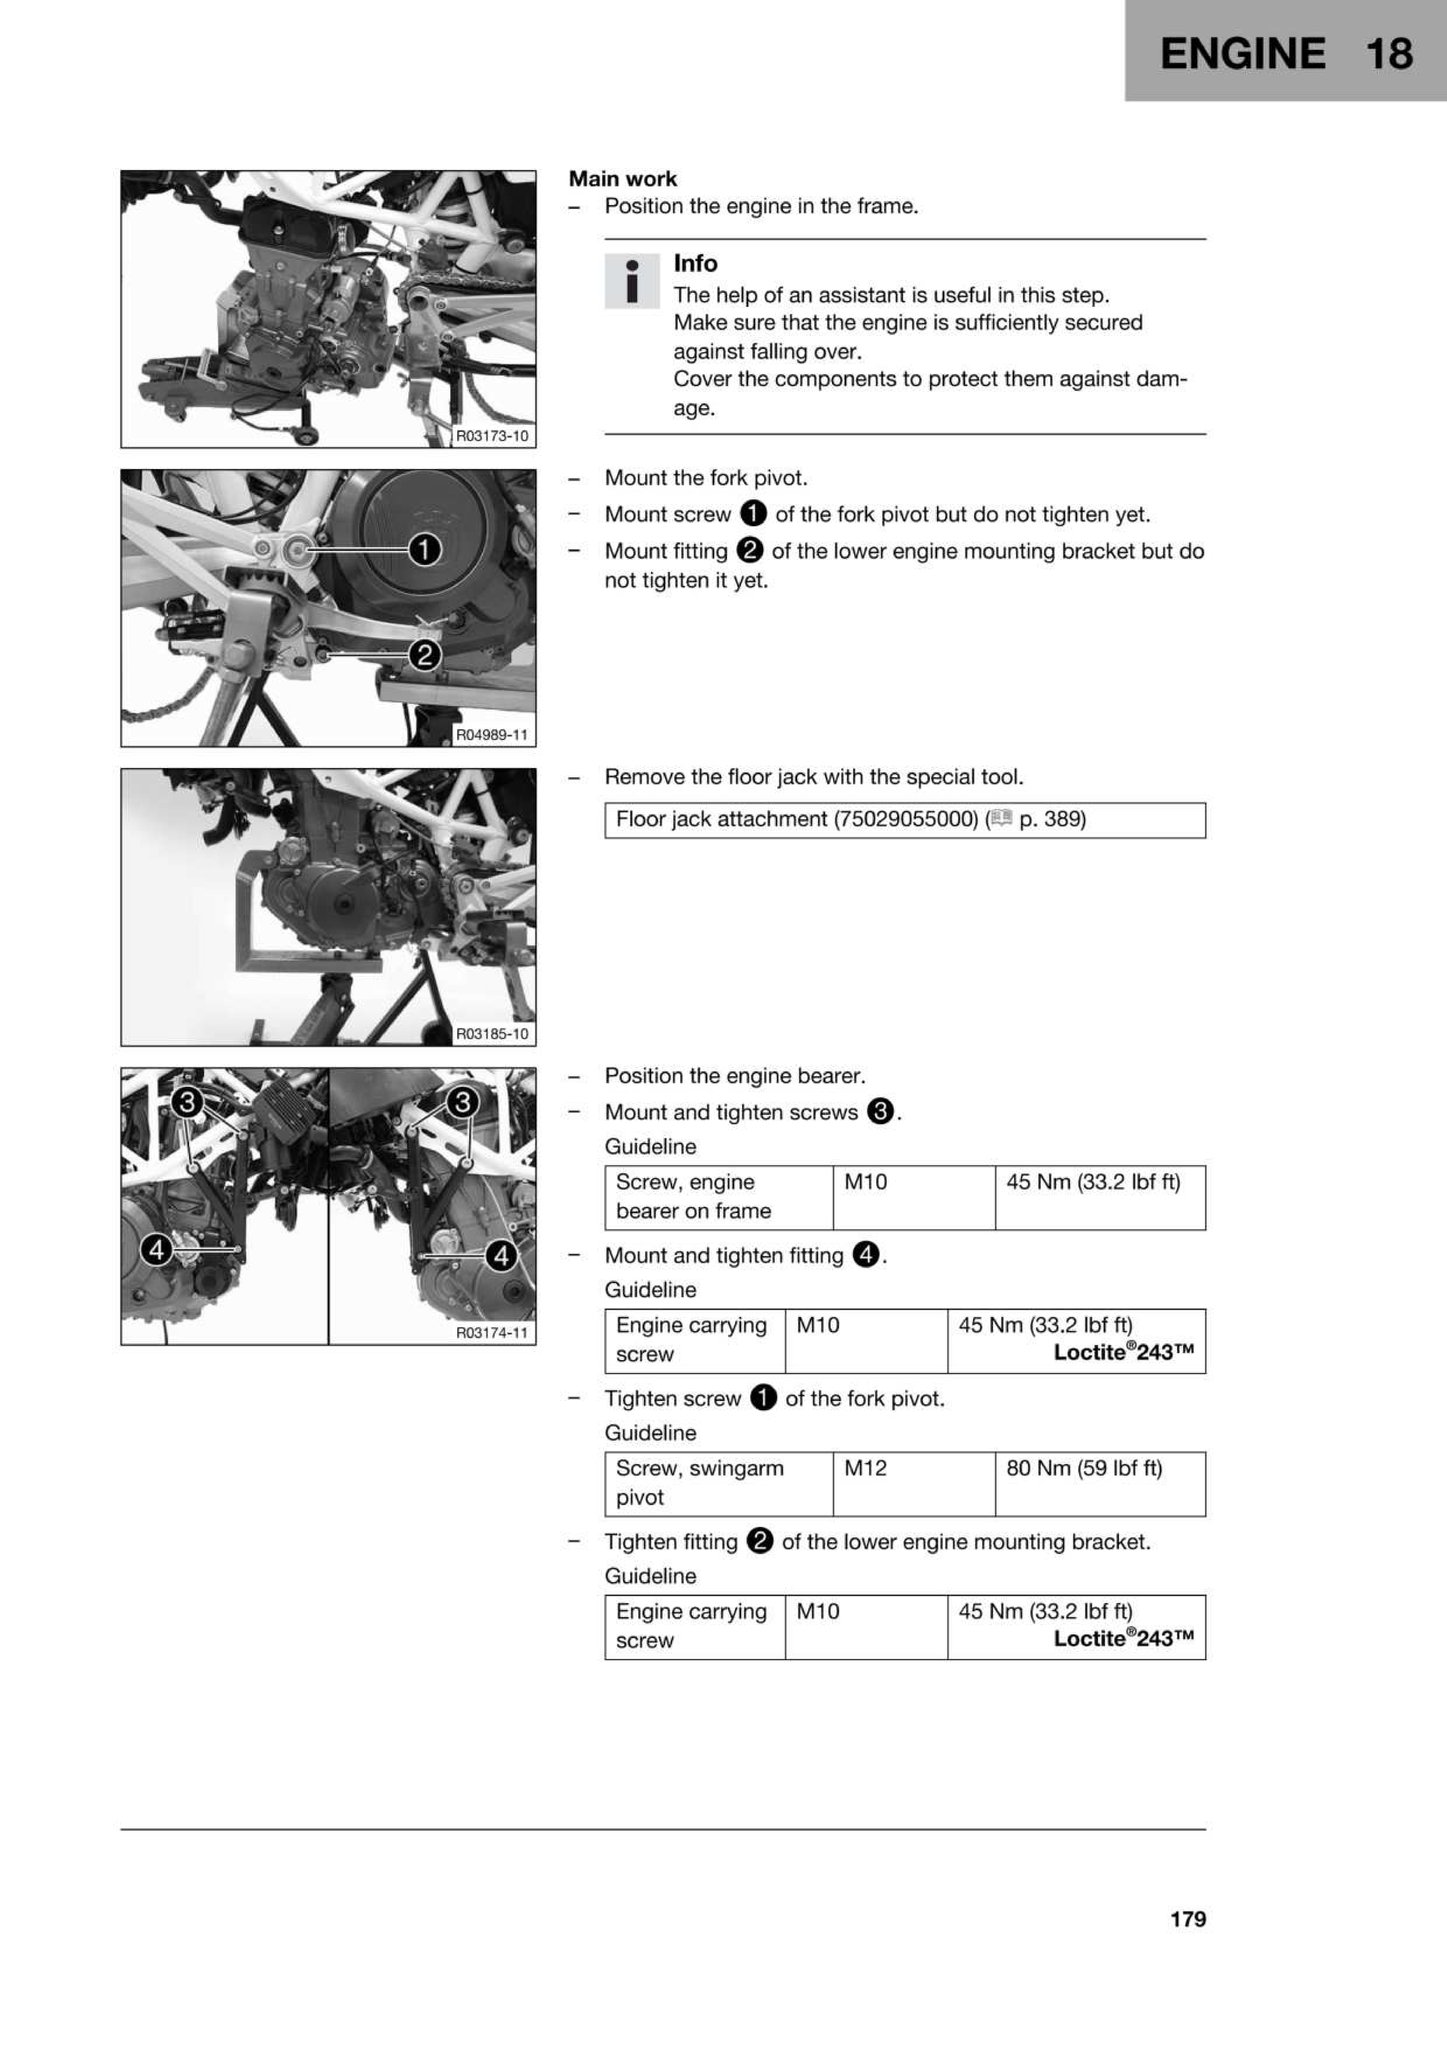 ENGINE 18
Main work
– Position the engine in the frame.
Info
The help of an assistant is useful in this step.
Make sure that the engine is sufficiently secured
against falling over.
Cover the components to protect them against dam-
age.
R03173-10
– Mount the fork pivot.
– Mount screw 1 of the fork pivot but do not tighten yet.
– Mount fitting 2 of the lower engine mounting bracket but do
not tighten it yet.
1
2
R04989-11
– Remove the floor jack with the special tool.
Floor jack attachment (75029055000) (📖 p. 389)
R03185-10
– Position the engine bearer.
– Mount and tighten screws 3.
Guideline
Screw, engine bearer on frame M10 45 Nm (33.2 lbf ft)
3 3
4 4
R03174-11
– Mount and tighten fitting 4.
Guideline
Engine carrying screw M10 45 Nm (33.2 lbf ft)
Loctite®243™
– Tighten screw 1 of the fork pivot.
Guideline
Screw, swingarm pivot M12 80 Nm (59 lbf ft)
– Tighten fitting 2 of the lower engine mounting bracket.
Guideline
Engine carrying screw M10 45 Nm (33.2 lbf ft)
Loctite®243™
179